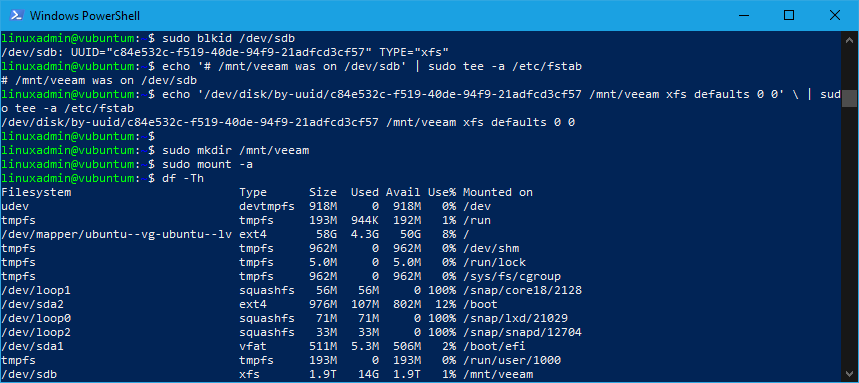 Windows PowerShell
linuxadmin@vubuntum: $ sudo blkid /dev/sdb
/dev/sdb: UUID="c84e532c-f519-40de-94f9-21adfcd3cf57" TYPE="xfs"
linuxadmin@vubuntum: $ echo '# /mnt/veeam was on /dev/sdb' | sudo tee -a /etc/fstab
# /mnt/veeam was on /dev/sdb
linuxadmin@vubuntum: $ echo '/dev/disk/by-uuid/c84e532c-f519-40de-94f9-21adfcd3cf57 /mnt/veeam xfs defaults 0 0' \ | sud
o tee -a /etc/fstab
/dev/disk/by-uuid/c84e532c-f519-40de-94f9-21adfcd3cf57 /mnt/veeam xfs defaults 0 0
linuxadmin@vubuntum: $
linuxadmin@vubuntum: $ sudo mkdir /mnt/veeam
linuxadmin@vubuntum: $ sudo mount -a
linuxadmin@vubuntum: $ df -Th
Filesystem Type Size Used Avail Use% Mounted on
udev devtmpfs 918M 0 918M 0% /dev
tmpfs tmpfs 193M 944K 192M 1% /run
/dev/mapper/ubuntu--vg-ubuntu--lv ext4 58G 4.3G 50G 8% /
tmpfs tmpfs 962M 0 962M 0% /dev/shm
tmpfs tmpfs 5.0M 0 5.0M 0% /run/lock
tmpfs tmpfs 962M 0 962M 0% /sys/fs/cgroup
/dev/loop1 squashfs 56M 56M 0 100% /snap/core18/2128
/dev/sda2 ext4 976M 107M 802M 12% /boot
/dev/loop0 squashfs 71M 71M 0 100% /snap/lxd/21029
/dev/loop2 squashfs 33M 33M 0 100% /snap/snapd/12704
/dev/sda1 vfat 511M 5.3M 506M 2% /boot/efi
tmpfs tmpfs 193M 0 193M 0% /run/user/1000
/dev/sdb xfs 1.9T 14G 1.9T 1% /mnt/veeam